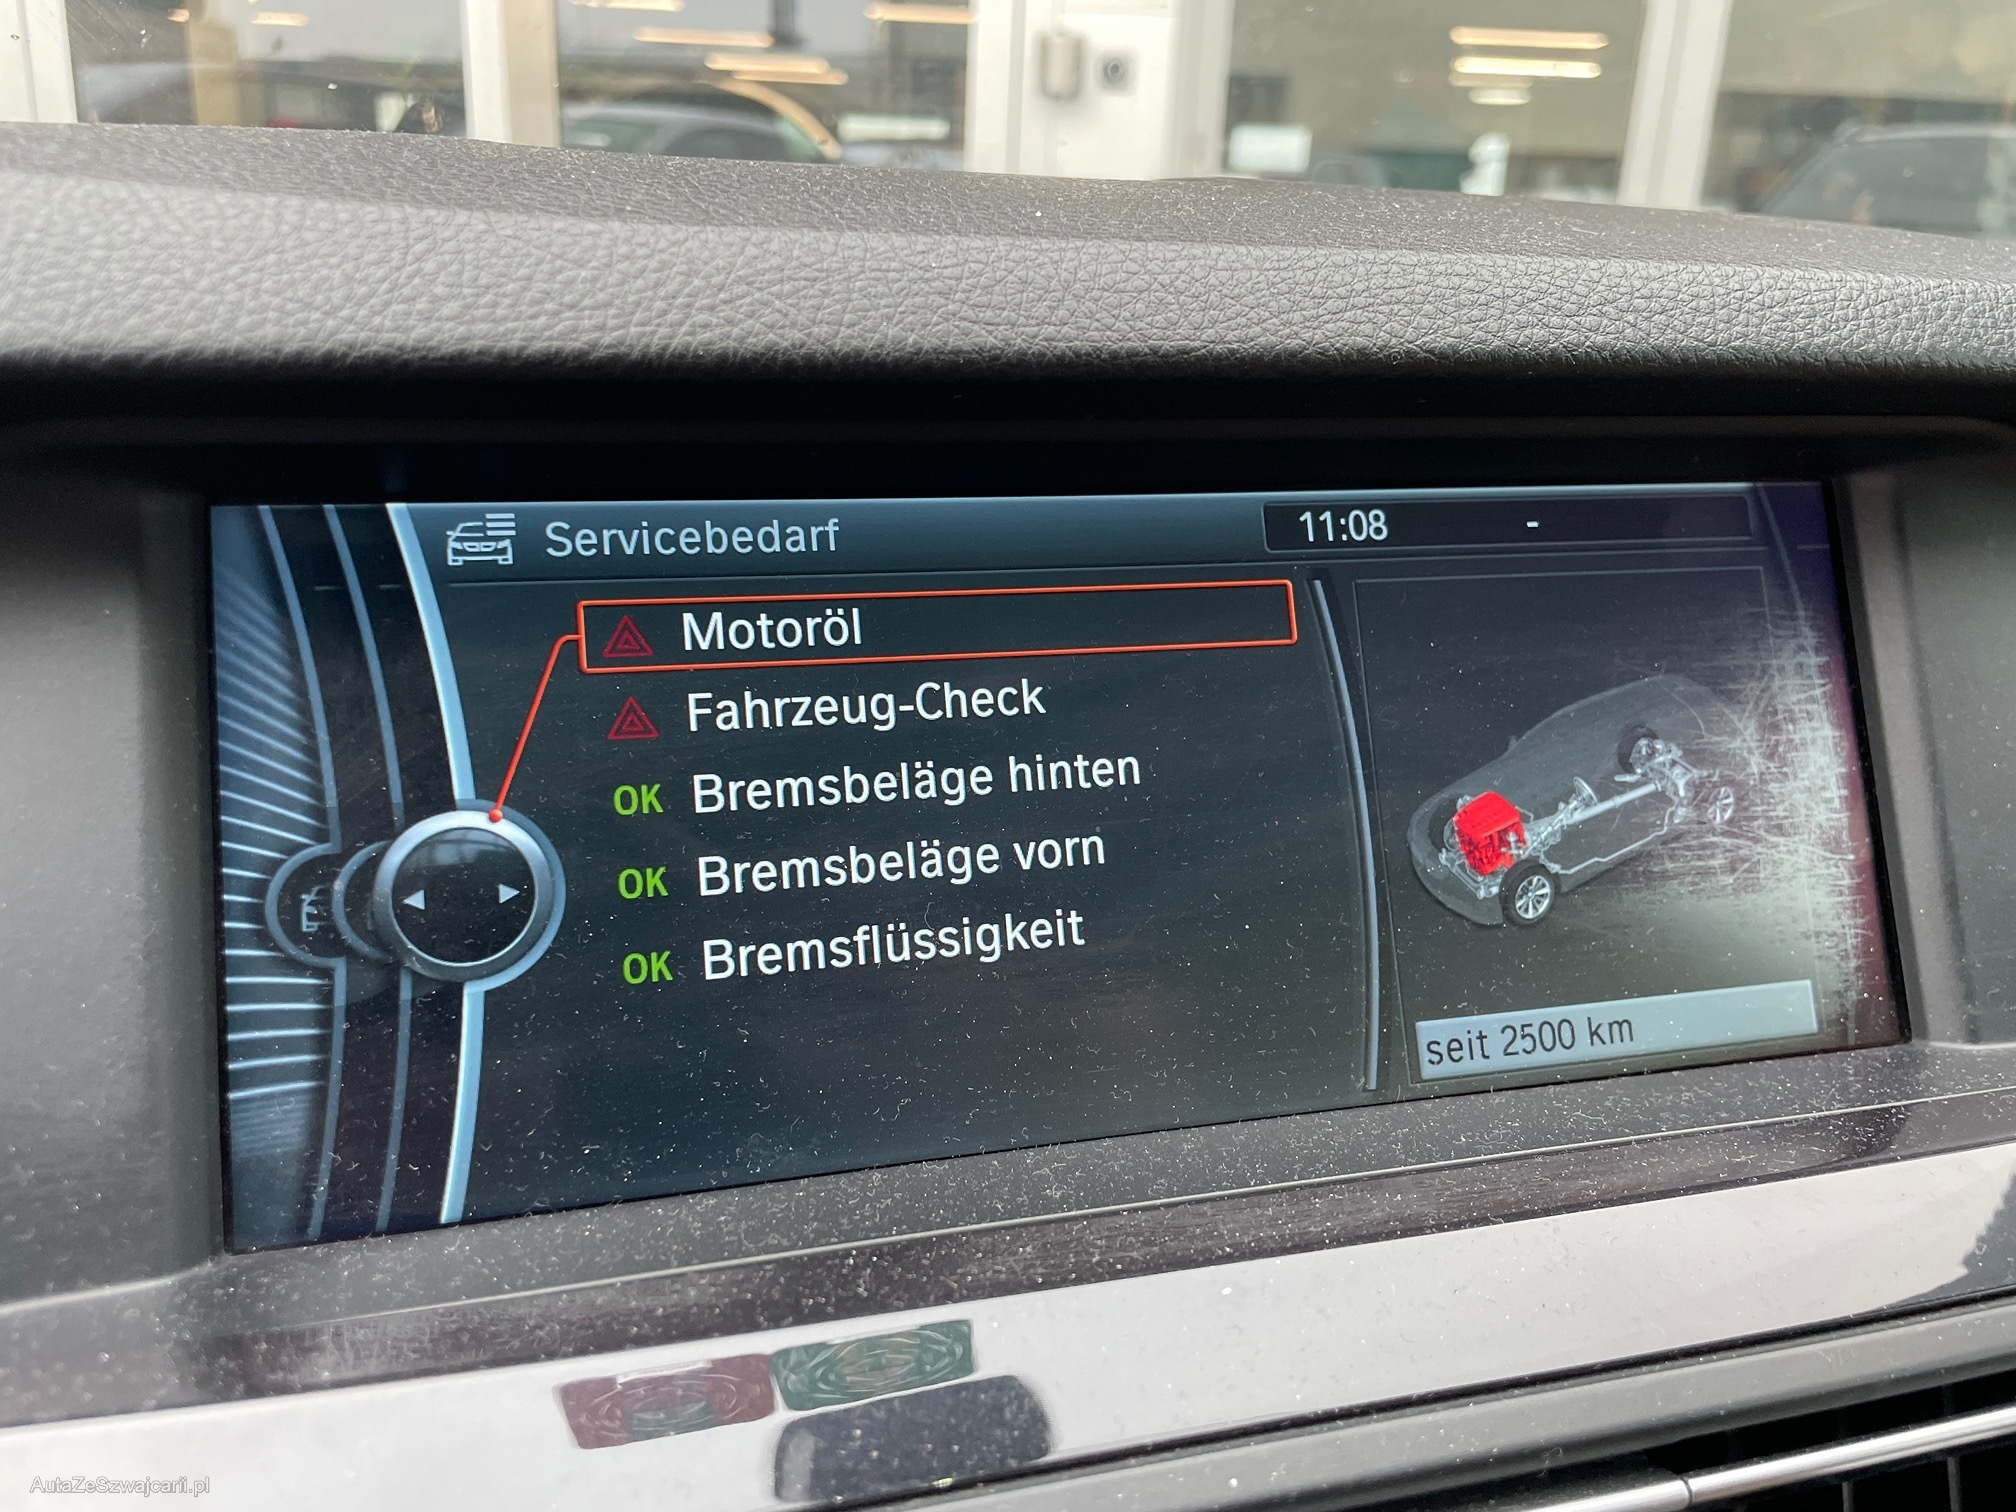 Servicebedarf
11:08 -
Motoröl
Fahrzeug-Check
OK Bremsbeläge hinten
OK Bremsbeläge vorn
OK Bremsflüssigkeit
seit 2500 km
AutaZeSzwajcarii.pl